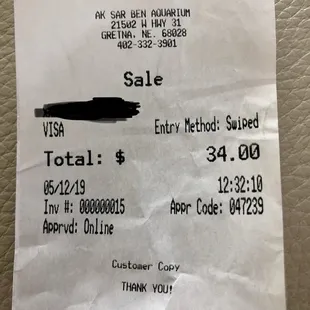 AK SAR BEN AQUARIUM
21502 W HWY 31
GRETNA, NE. 68028
402-332-3901
Sale
VISA Entry Method: Swiped
Total: $ 34.00
05/12/19 12:32:10
Inv #: 000000015 Appr Code: 047239
Apprvd: Online
Customer Copy
THANK YOU!